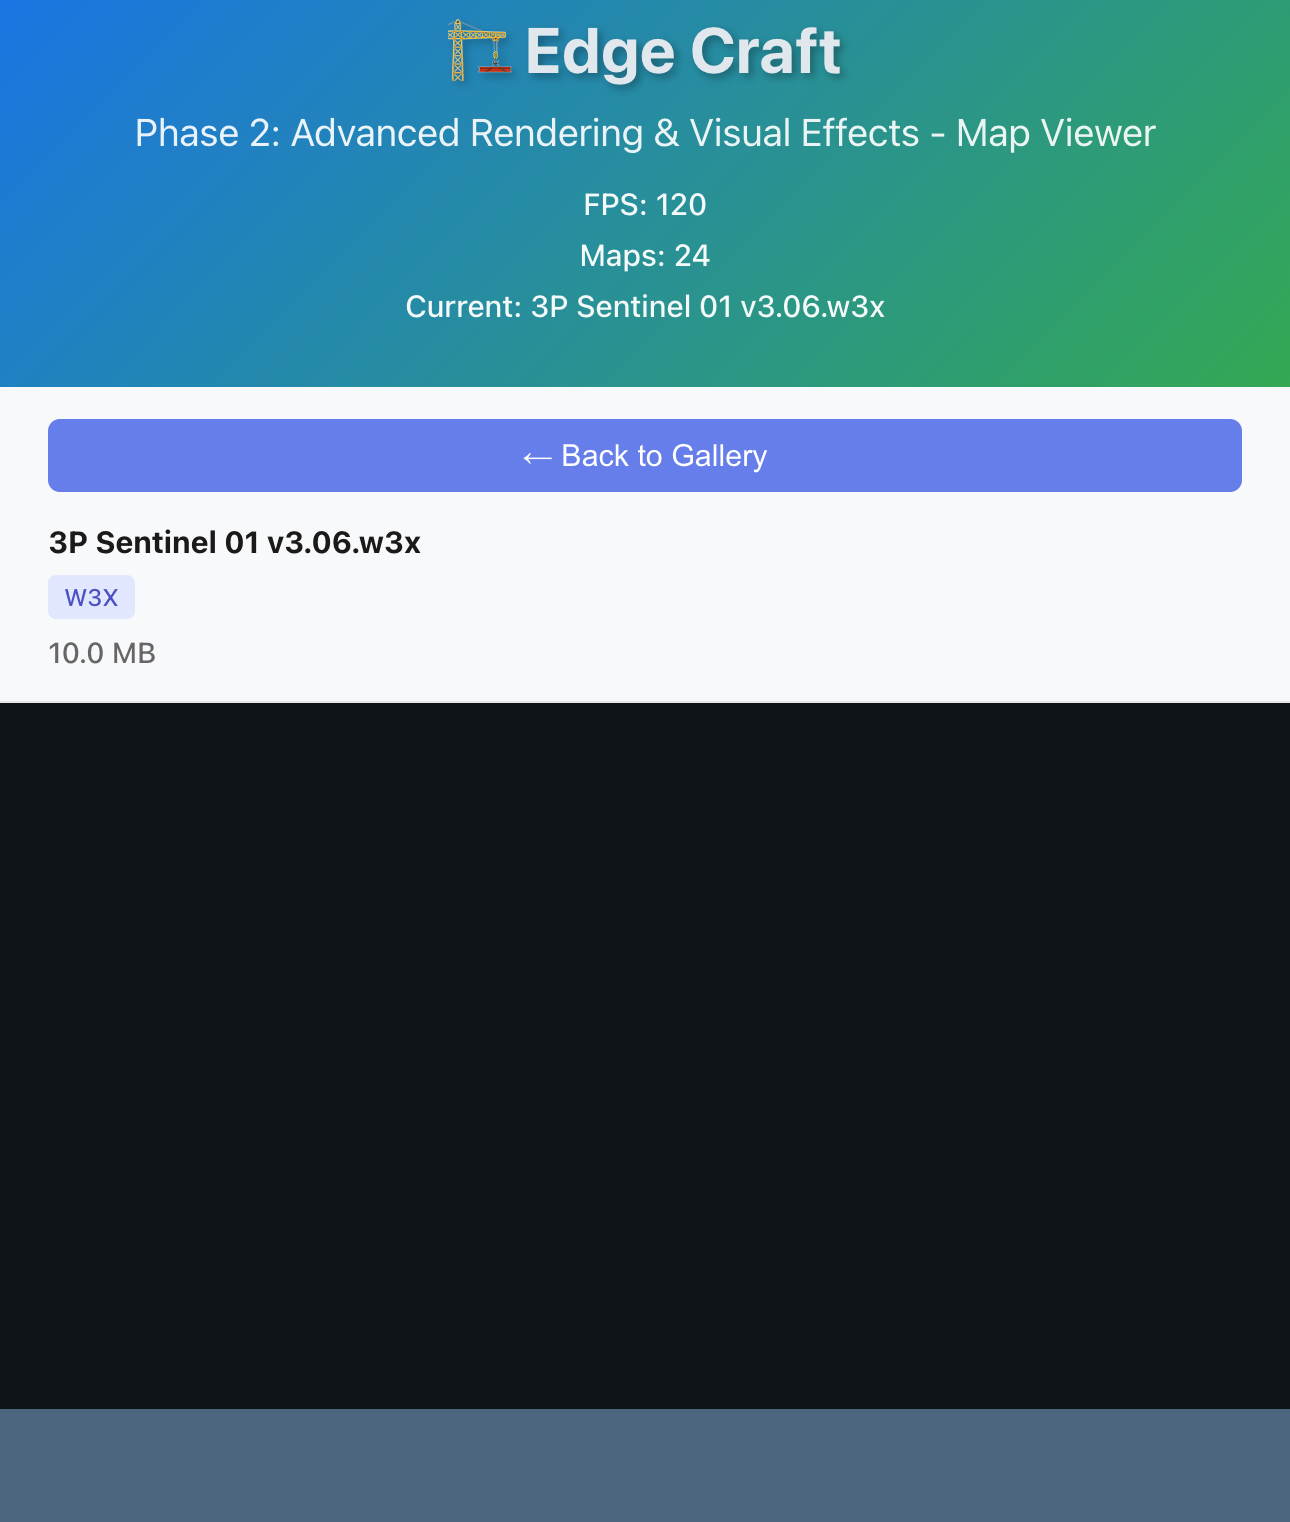 Edge Craft
Phase 2: Advanced Rendering & Visual Effects - Map Viewer
FPS: 120
Maps: 24
Current: 3P Sentinel 01 v3.06.w3x
← Back to Gallery
3P Sentinel 01 v3.06.w3x
W3X
10.0 MB